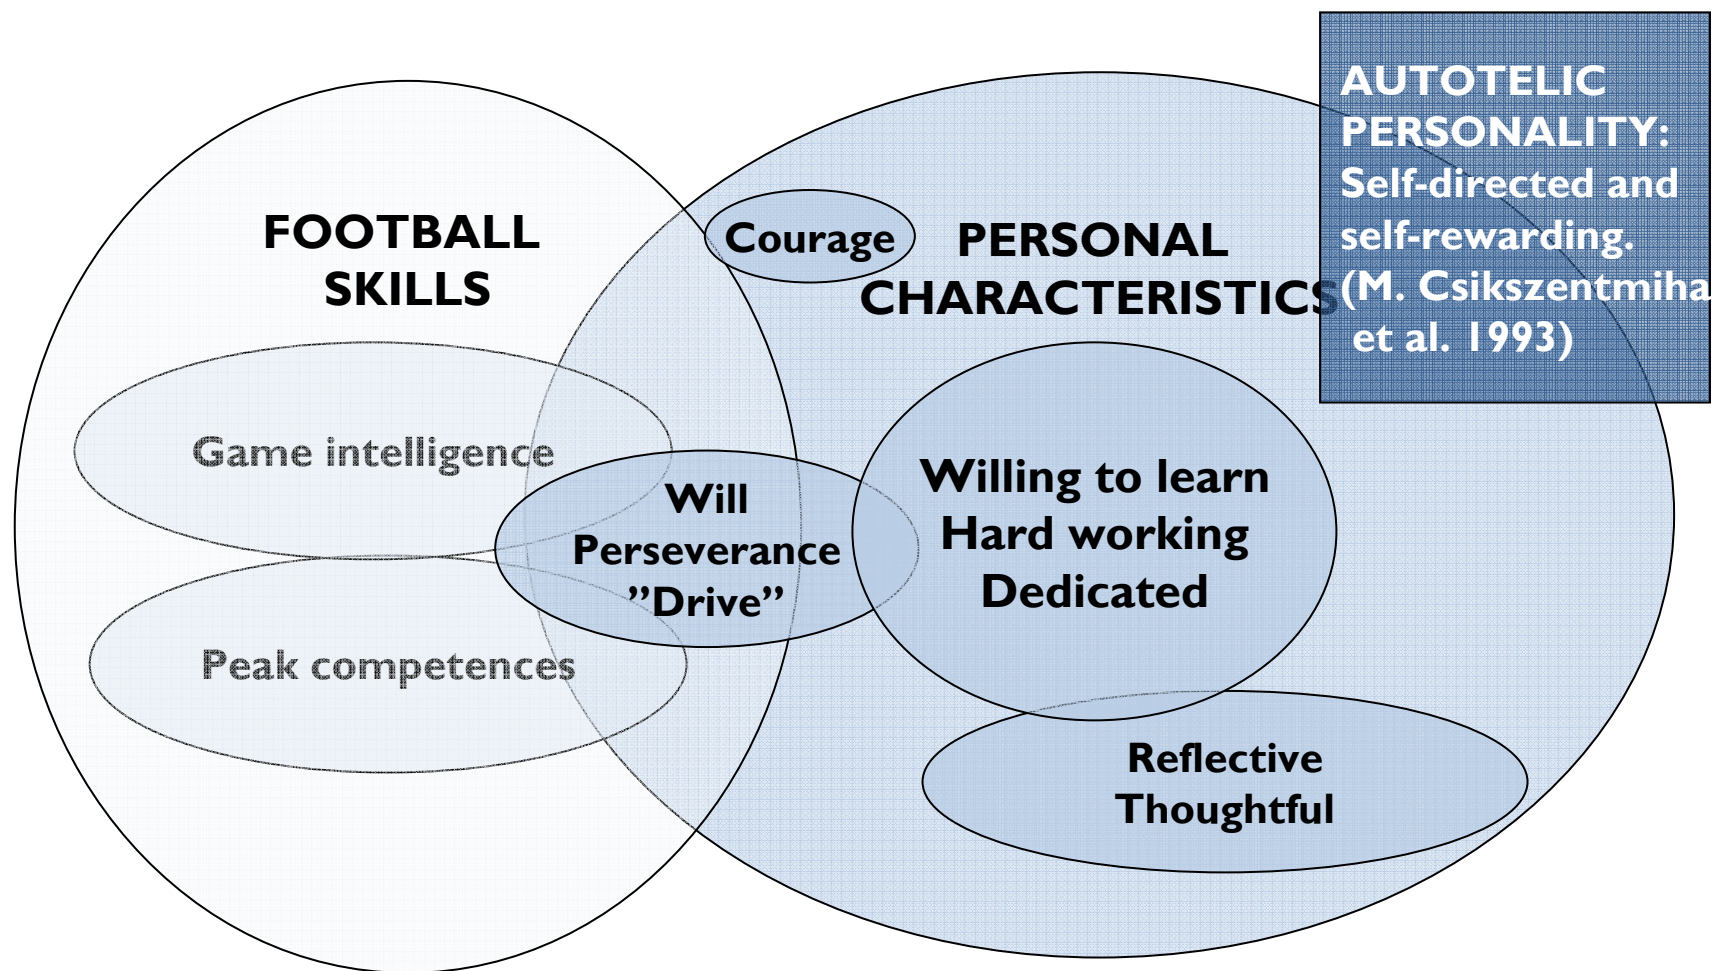 FOOTBALL
SKILLS
Game intelligence
Peak competences
Will
Perseverance
”Drive”
Courage
PERSONAL
CHARACTERISTICS
Willing to learn
Hard working
Dedicated
Reflective
Thoughtful
AUTOTELIC
PERSONALITY:
Self-directed and
self-rewarding.
(M. Csikszentmiha
et al. 1993)